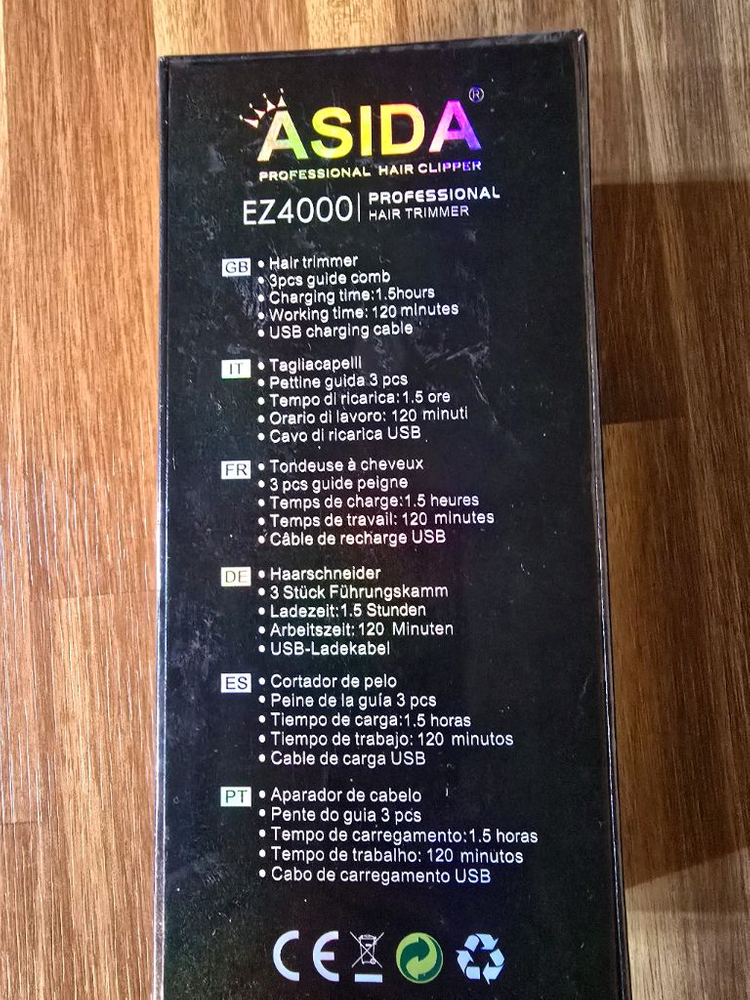 ASIDA®
PROFESSIONAL HAIR CLIPPER
EZ4000 | PROFESSIONAL
HAIR TRIMMER
GB • Hair trimmer
• 3pcs guide comb
• Charging time:1.5hours
• Working time: 120 minutes
• USB charging cable
IT • Tagliacapelli
• Pettine guida 3 pcs
• Tempo di ricarica:1.5 ore
• Orario di lavoro: 120 minuti
• Cavo di ricarica USB
FR • Tondeuse à cheveux
• 3 pcs guide peigne
• Temps de charge:1.5 heures
• Temps de travail: 120 minutes
• Câble de recharge USB
DE • Haarschneider
• 3 Stück Führungskamm
• Ladezeit:1.5 Stunden
• Arbeitszeit:120 Minuten
• USB-Ladekabel
ES • Cortador de pelo
• Peine de la guía 3 pcs
• Tiempo de carga:1.5 horas
• Tiempo de trabajo: 120 minutos
• Cable de carga USB
PT • Aparador de cabelo
• Pente do guia 3 pcs
• Tempo de carregamento:1.5 horas
• Tempo de trabalho: 120 minutos
• Cabo de carregamento USB
CE